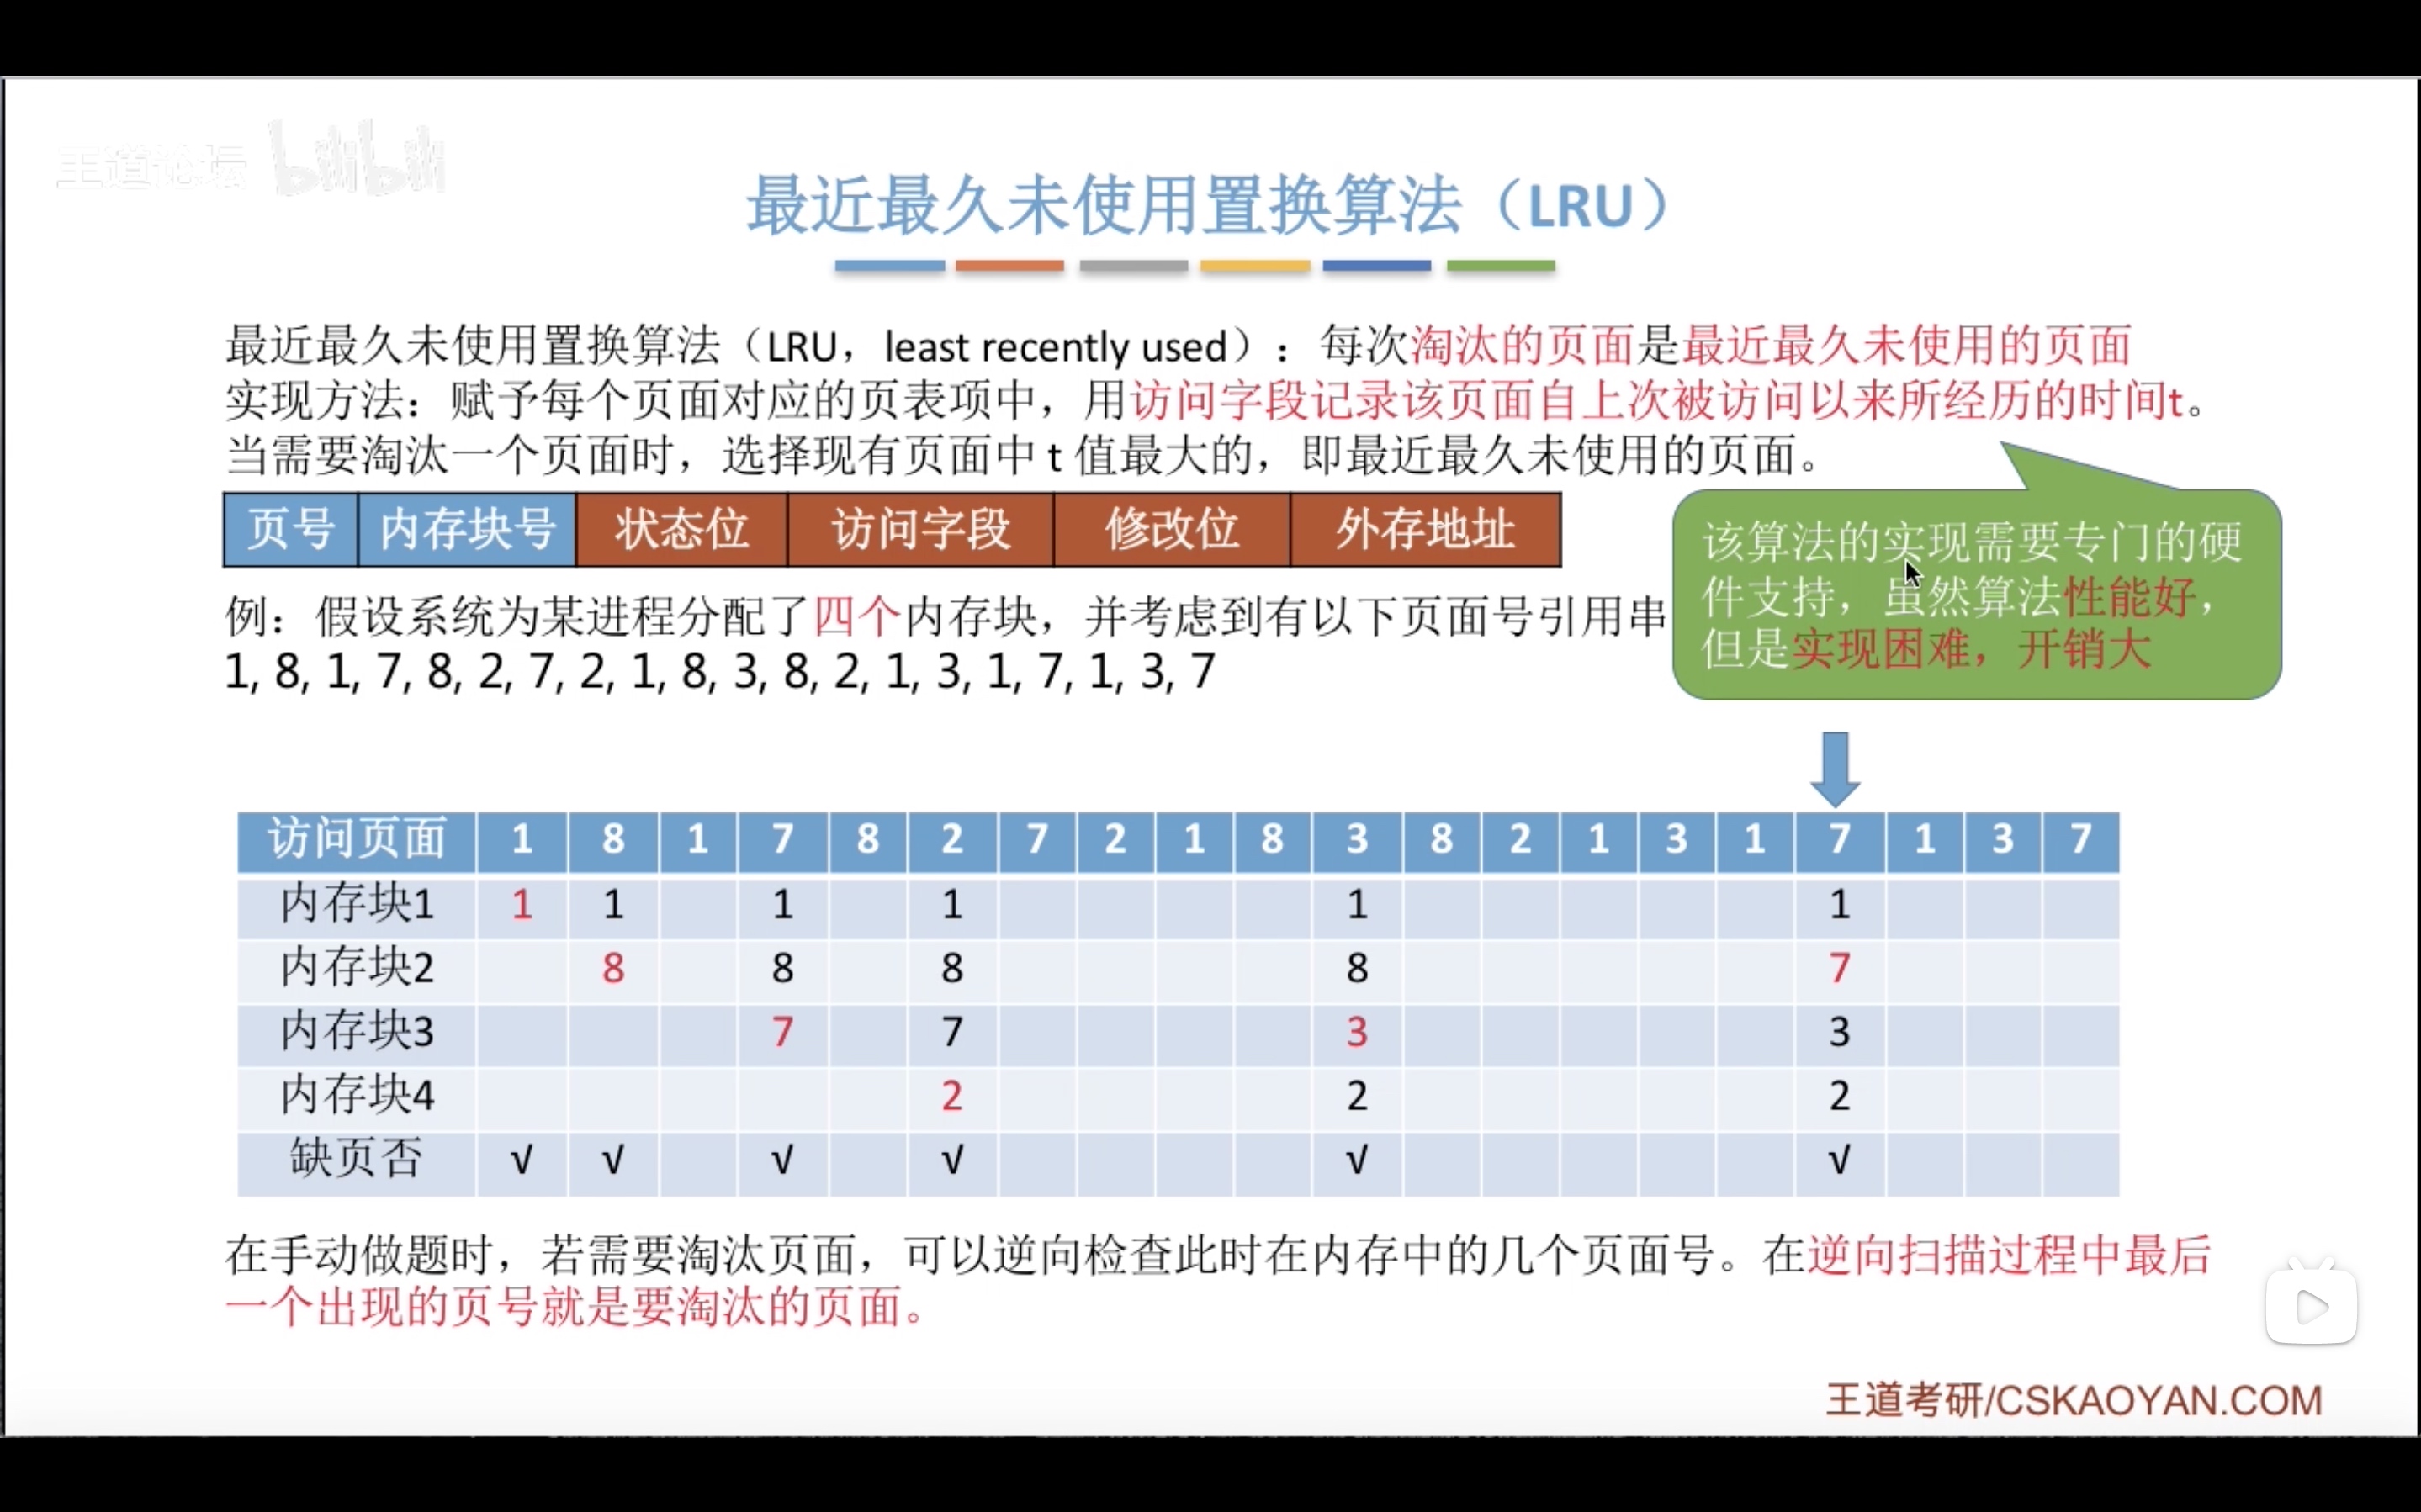 王道论坛 bilibili
最近最久未使用置换算法（LRU）
最近最久未使用置换算法（LRU，least recently used）：每次淘汰的页面是最近最久未使用的页面
实现方法：赋予每个页面对应的页表项中，用访问字段记录该页面自上次被访问以来所经历的时间t。
当需要淘汰一个页面时，选择现有页面中 t 值最大的，即最近最久未使用的页面。
页号 内存块号 状态位 访问字段 修改位 外存地址
该算法的实现需要专门的硬
件支持，虽然算法性能好，
但是实现困难，开销大
例：假设系统为某进程分配了四个内存块，并考虑到有以下页面号引用串
1, 8, 1, 7, 8, 2, 7, 2, 1, 8, 3, 8, 2, 1, 3, 1, 7, 1, 3, 7
访问页面 1 8 1 7 8 2 7 2 1 8 3 8 2 1 3 1 7 1 3 7
内存块1 1 1 1 1 1 1
内存块2 8 8 8 8 7
内存块3 7 7 3 3
内存块4 2 2 2
缺页否 √ √ √ √ √ √
在手动做题时，若需要淘汰页面，可以逆向检查此时在内存中的几个页面号。在逆向扫描过程中最后
一个出现的页号就是要淘汰的页面。
王道考研/CSKAOYAN.COM